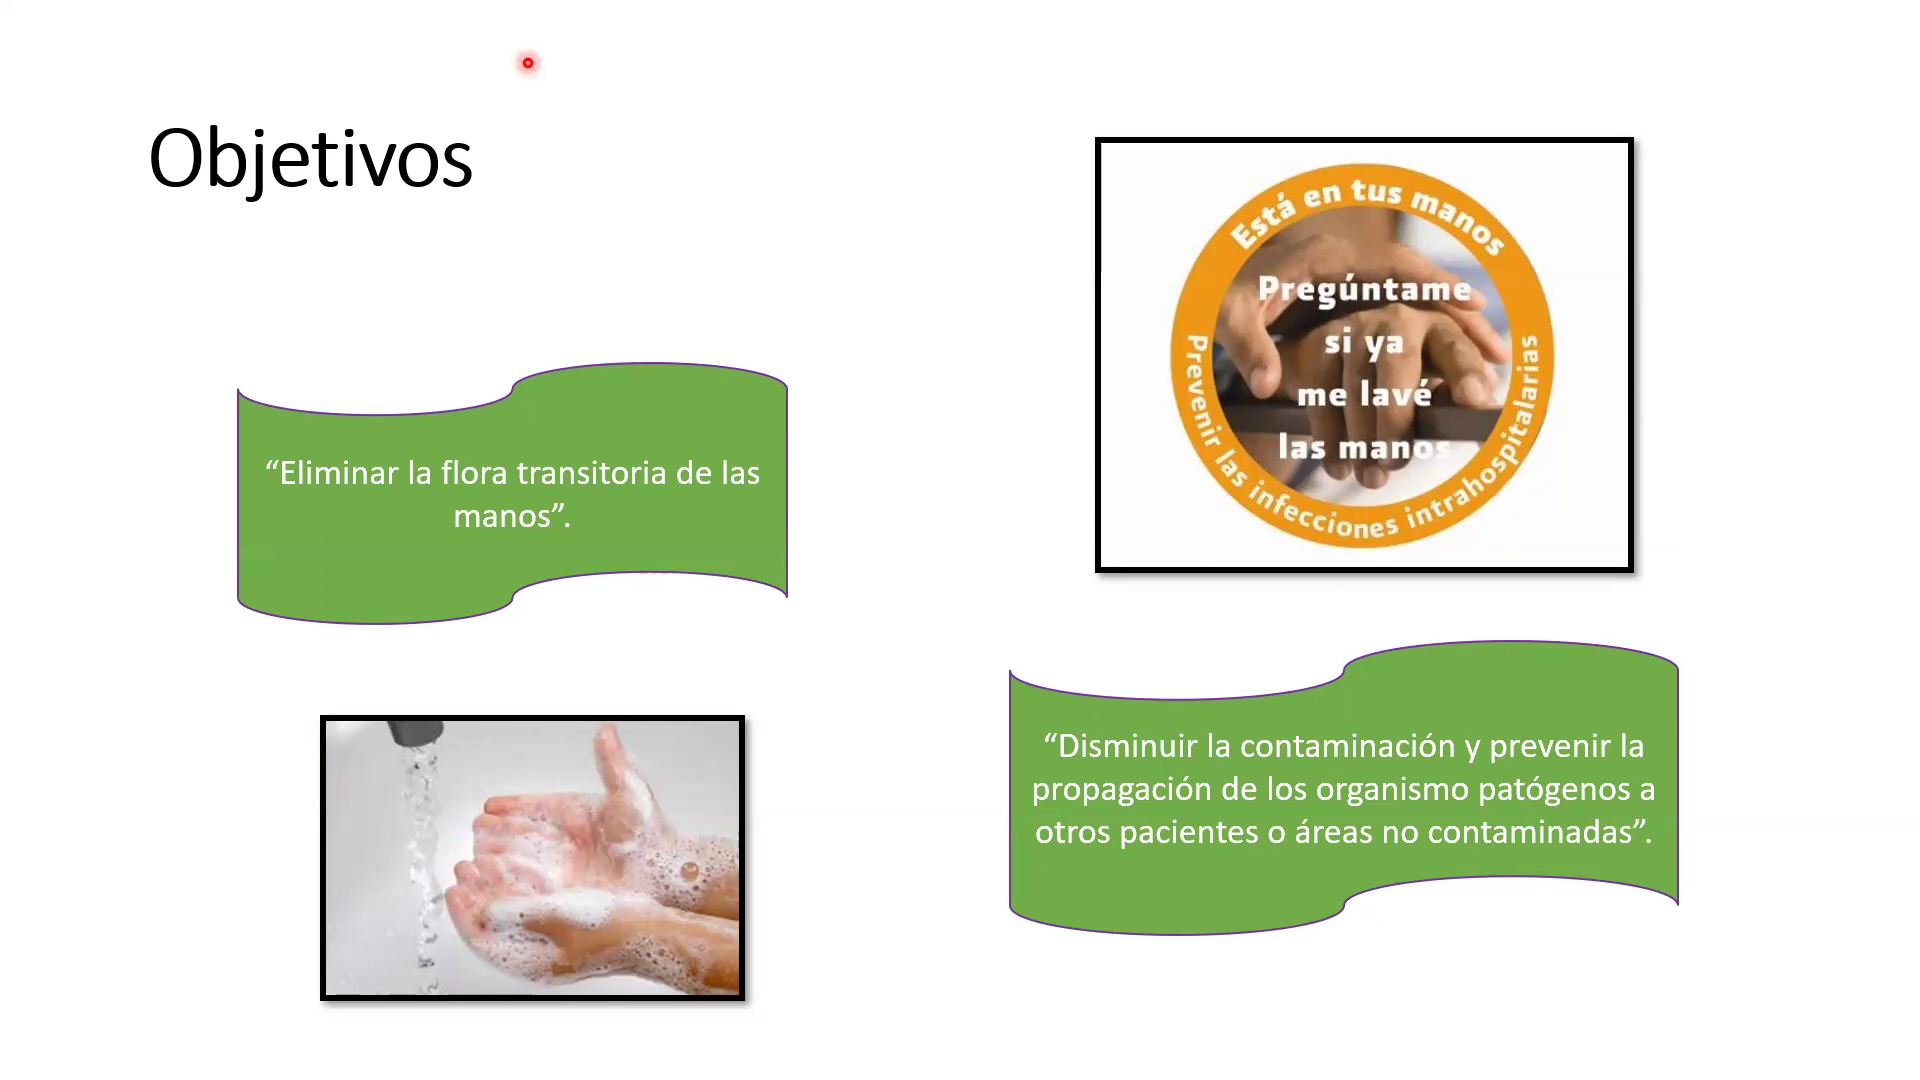 Objetivos
“Eliminar la flora transitoria de las
manos”.
Está en tus manos
Pregúntame
si ya
me lavé
las manos
Prevenir las infecciones intrahospitalarias
“Disminuir la contaminación y prevenir la
propagación de los organismo patógenos a
otros pacientes o áreas no contaminadas”.